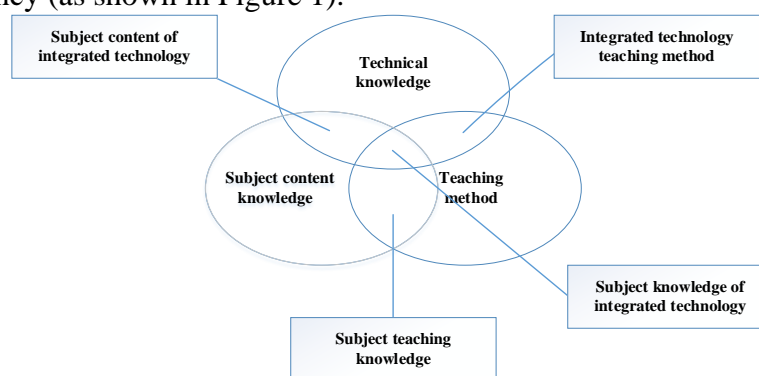 ney (as shown in Figure 1).
Subject content of
integrated technology
Technical
knowledge
Integrated technology
teaching method
Subject content
knowledge
Teaching
method
Subject knowledge of
integrated technology
Subject teaching
knowledge